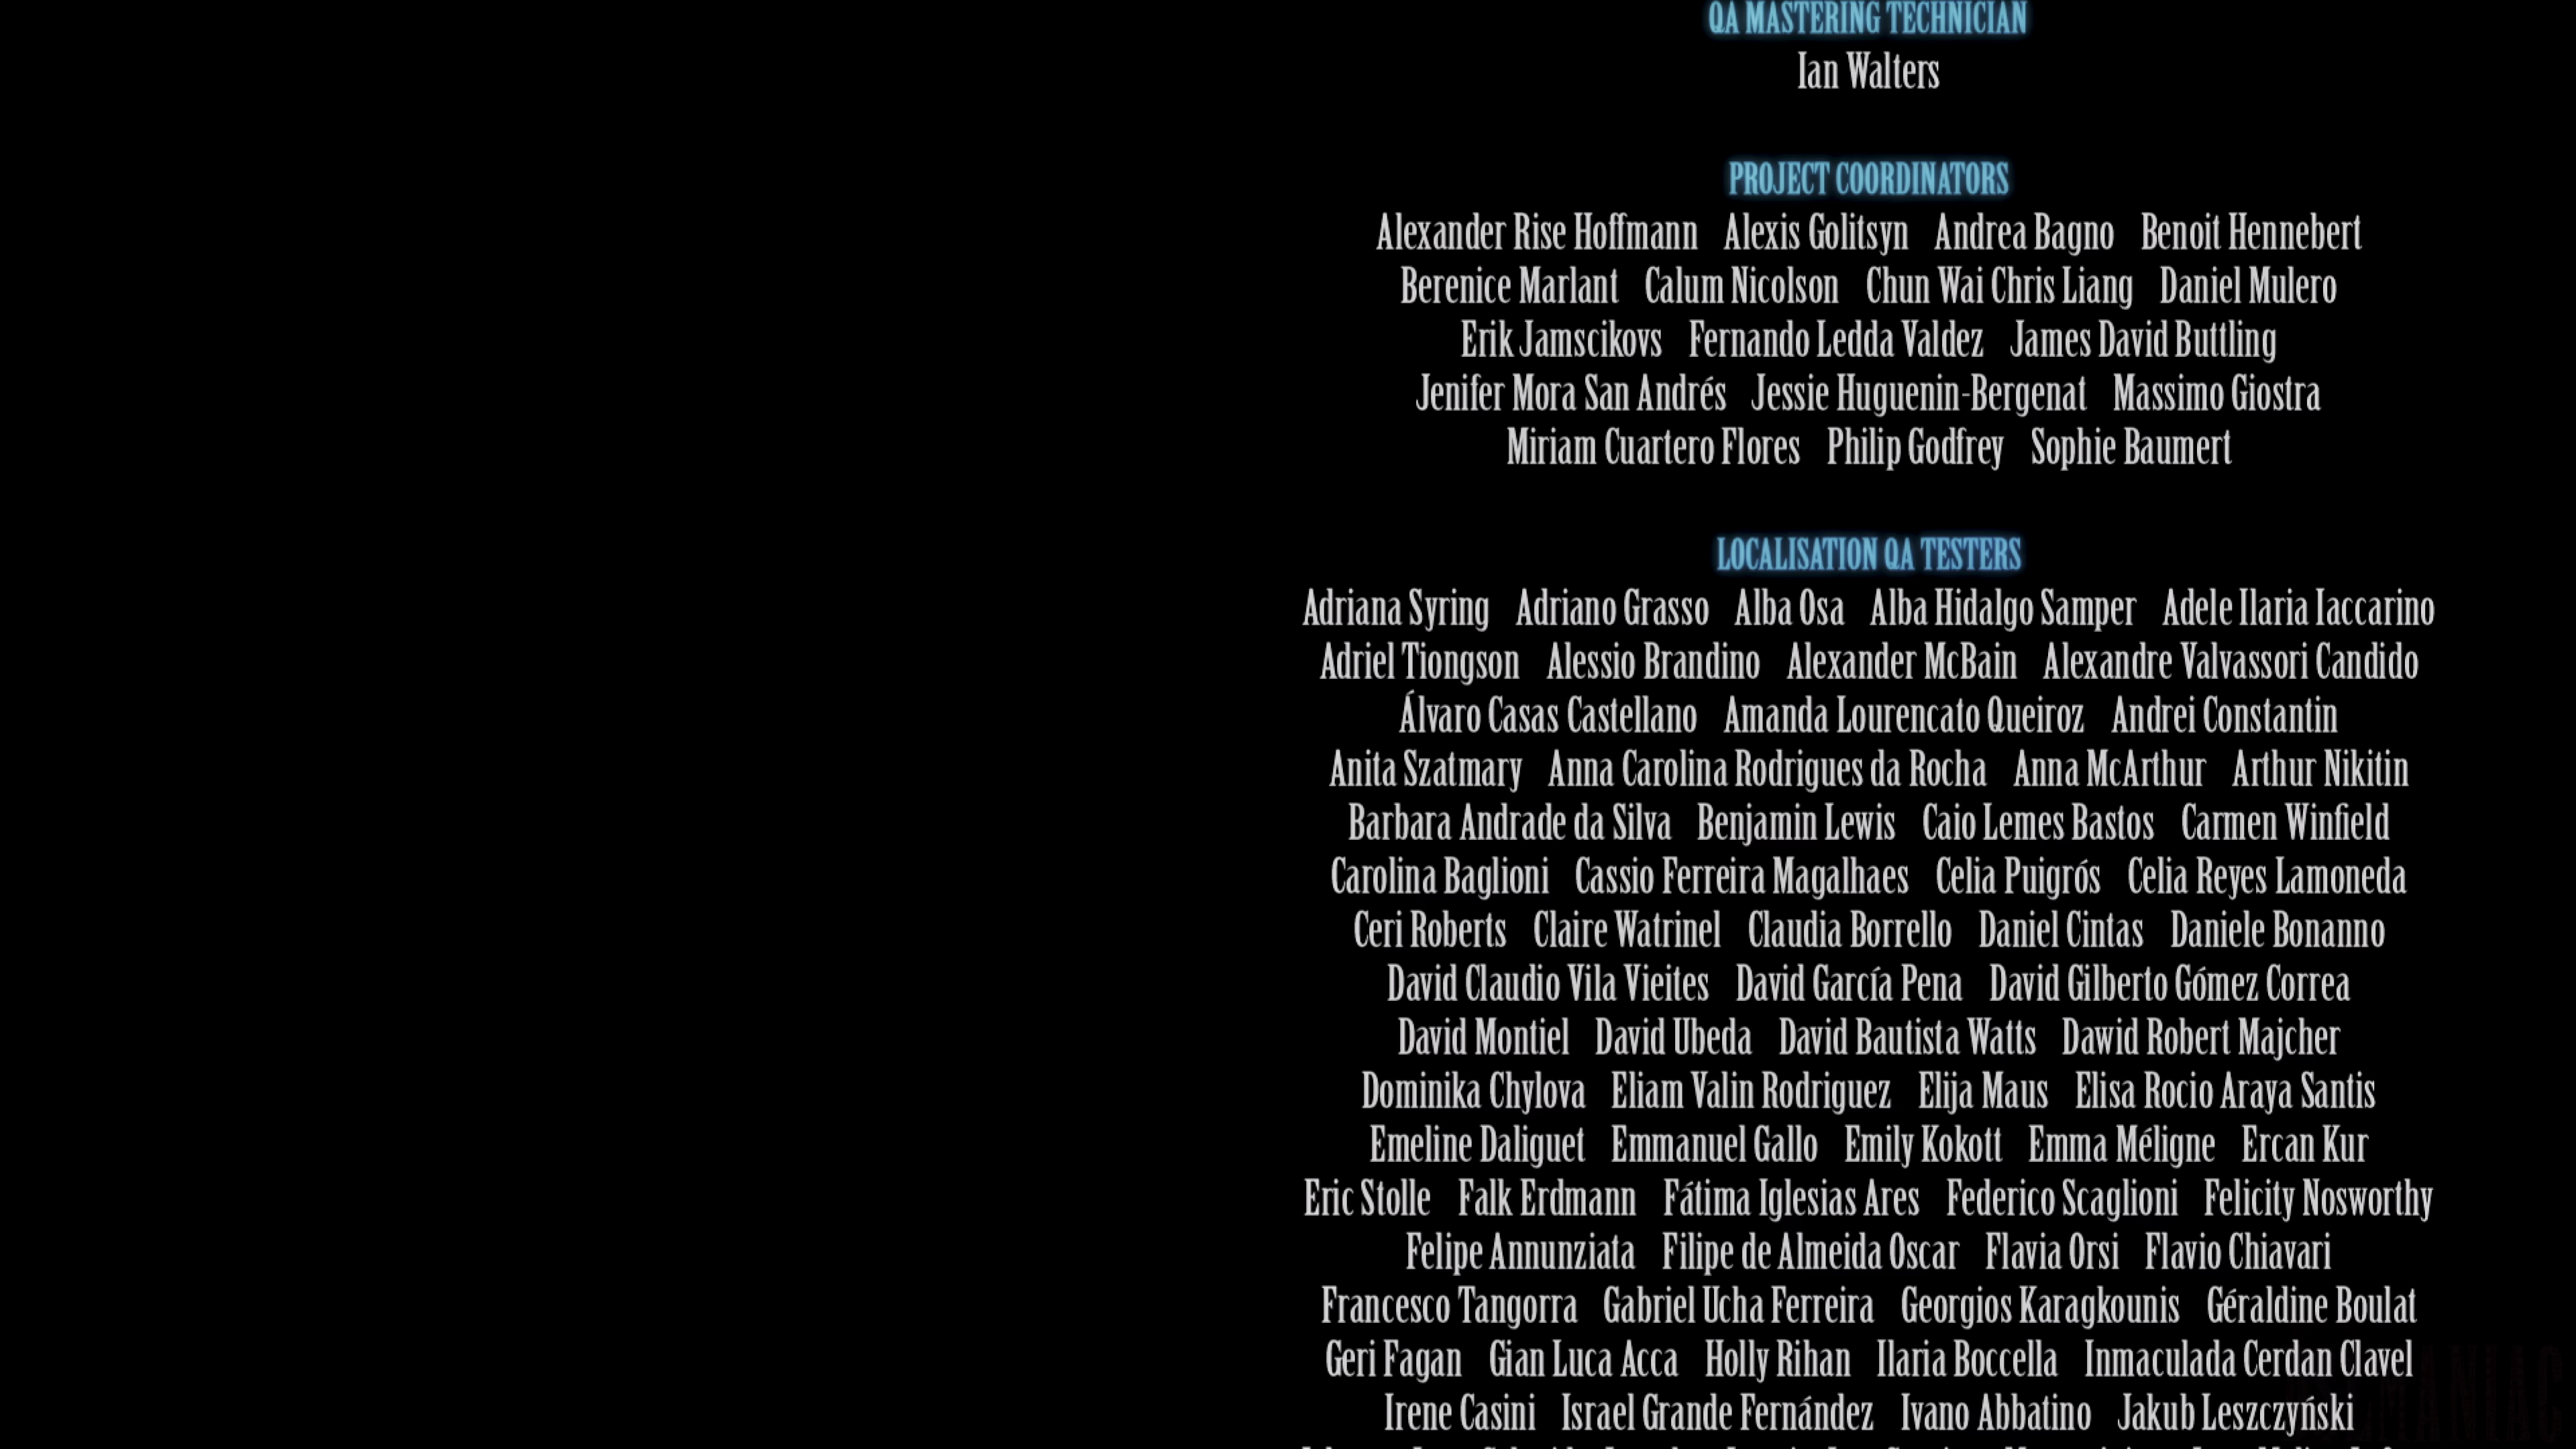 QA MASTERING TECHNICIAN
Ian Walters
PROJECT COORDINATORS
Alexander Rise Hoffmann Alexis Golitsyn Andrea Bagno Benoit Hennebert
Berenice Marlant Calum Nicolson Chun Wai Chris Liang Daniel Mulero
Erik Jamscikovs Fernando Ledda Valdez James David Buttling
Jenifer Mora San Andrés Jessie Huguenin-Bergenat Massimo Giostra
Miriam Cuartero Flores Philip Godfrey Sophie Baumert
LOCALISATION QA TESTERS
Adriana Syring Adriano Grasso Alba Osa Alba Hidalgo Samper Adele Ilaria Iaccarino
Adriel Tiongson Alessio Brandino Alexander McBain Alexandre Valvassori Candido
Álvaro Casas Castellano Amanda Lourencato Queiroz Andrei Constantin
Anita Szatmary Anna Carolina Rodrigues da Rocha Anna McArthur Arthur Nikitin
Barbara Andrade da Silva Benjamin Lewis Caio Lemes Bastos Carmen Winfield
Carolina Baglioni Cassio Ferreira Magalhaes Celia Puigrós Celia Reyes Lamoneda
Ceri Roberts Claire Watrinel Claudia Borrello Daniel Cintas Daniele Bonanno
David Claudio Vila Vieites David García Pena David Gilberto Gómez Correa
David Montiel David Ubeda David Bautista Watts Dawid Robert Majcher
Dominika Chylova Eliam Valin Rodriguez Elija Maus Elisa Rocio Araya Santis
Emeline Daliguet Emmanuel Gallo Emily Kokott Emma Méligne Ercan Kur
Eric Stolle Falk Erdmann Fátima Iglesias Ares Federico Scaglioni Felicity Nosworthy
Felipe Annunziata Filipe de Almeida Oscar Flavia Orsi Flavio Chiavari
Francesco Tangorra Gabriel Ucha Ferreira Georgios Karagkounis Géraldine Boulat
Geri Fagan Gian Luca Acca Holly Rihan Ilaria Boccella Inmaculada Cerdan Clavel
Irene Casini Israel Grande Fernández Ivano Abbatino Jakub Leszczyński